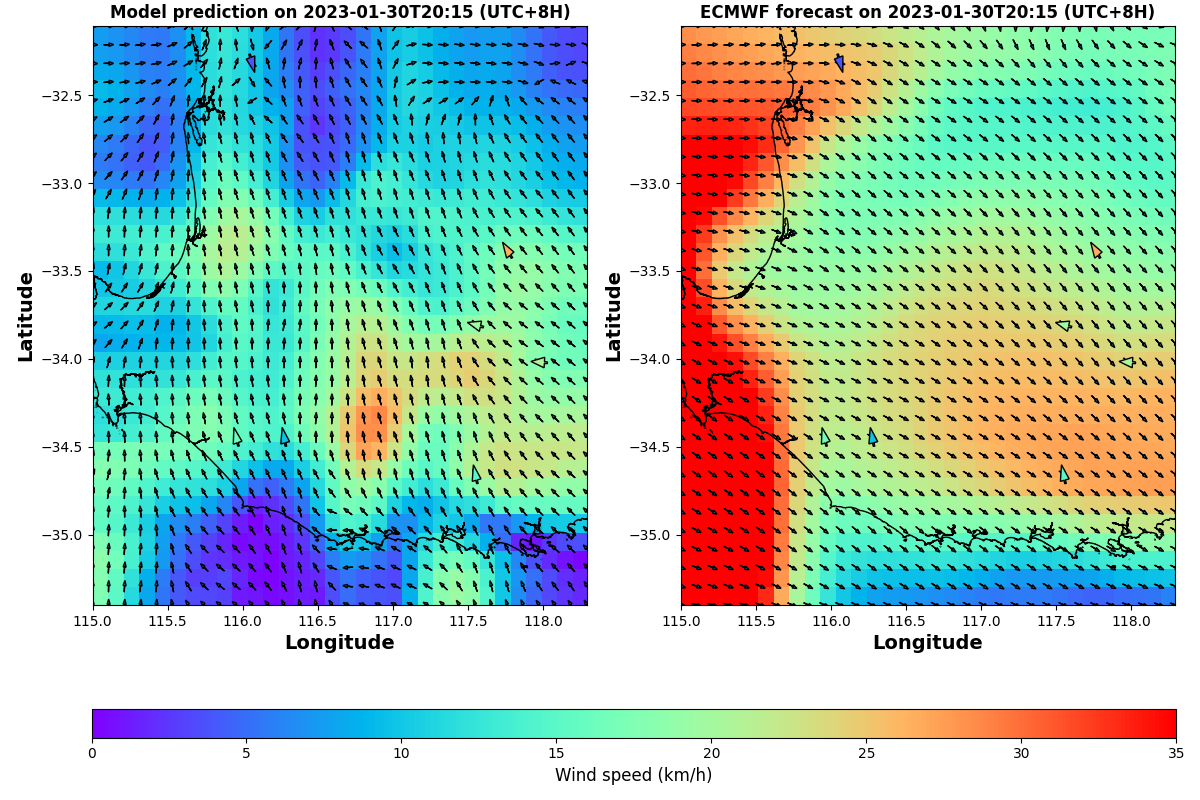 Model prediction on 2023-01-30T20:15 (UTC+8H)
ECMWF forecast on 2023-01-30T20:15 (UTC+8H)
Latitude
−32.5
−33.0
−33.5
−34.0
−34.5
−35.0
115.0 115.5 116.0 116.5 117.0 117.5 118.0
Longitude
Latitude
−32.5
−33.0
−33.5
−34.0
−34.5
−35.0
115.0 115.5 116.0 116.5 117.0 117.5 118.0
Longitude
0 5 10 15 20 25 30 35
Wind speed (km/h)